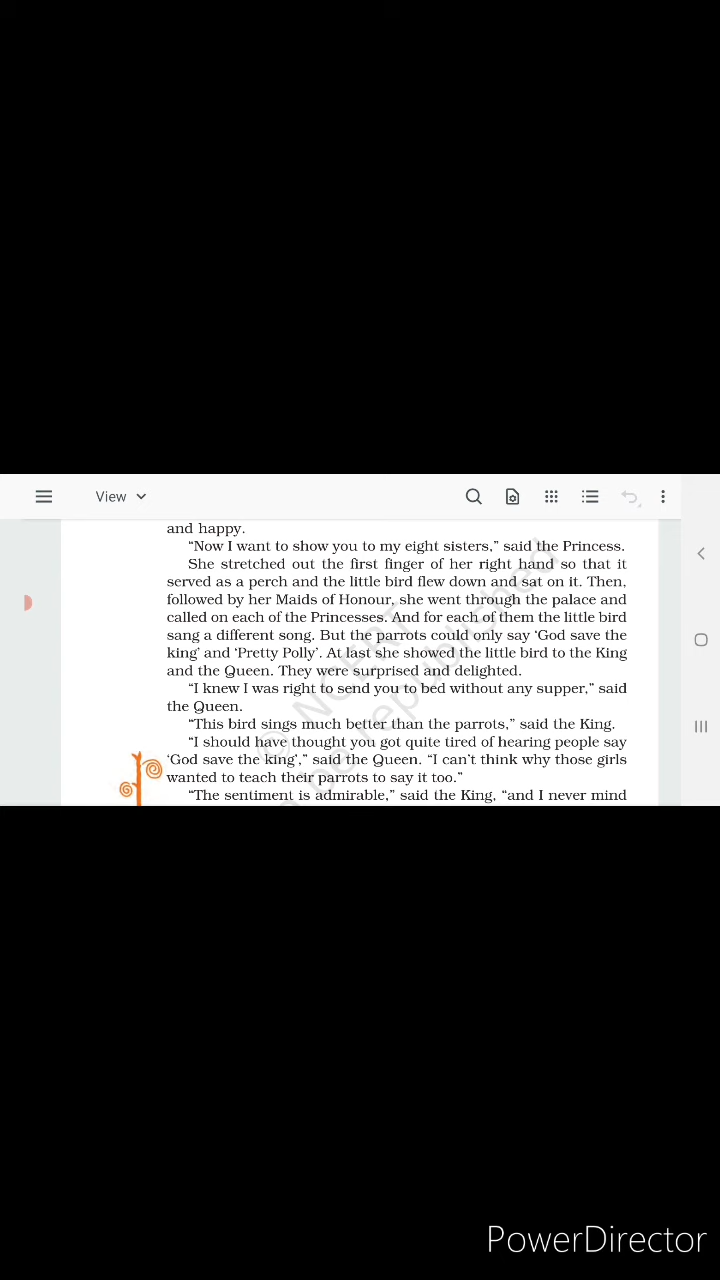 View
and happy.
“Now I want to show you to my eight sisters,” said the Princess.
She stretched out the first finger of her right hand so that it
served as a perch and the little bird flew down and sat on it. Then,
followed by her Maids of Honour, she went through the palace and
called on each of the Princesses. And for each of them the little bird
sang a different song. But the parrots could only say ‘God save the
king’ and ‘Pretty Polly’. At last she showed the little bird to the King
and the Queen. They were surprised and delighted.
“I knew I was right to send you to bed without any supper,” said
the Queen.
“This bird sings much better than the parrots,” said the King.
“I should have thought you got quite tired of hearing people say
‘God save the king’,” said the Queen. “I can’t think why those girls
wanted to teach their parrots to say it too.”
“The sentiment is admirable,” said the King, “and I never mind
© NCERT
be republished
PowerDirector